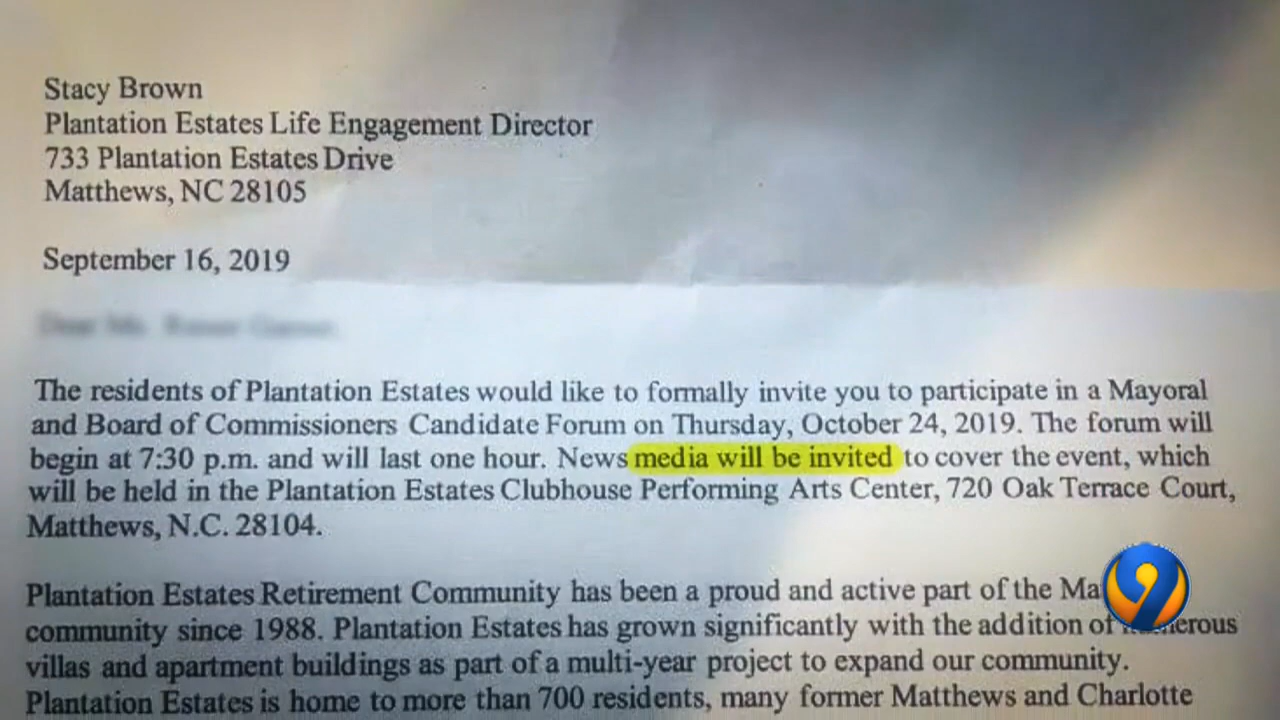 Stacy Brown
Plantation Estates Life Engagement Director
733 Plantation Estates Drive
Matthews, NC 28105
September 16, 2019
The residents of Plantation Estates would like to formally invite you to participate in a Mayoral
and Board of Commissioners Candidate Forum on Thursday, October 24, 2019. The forum will
begin at 7:30 p.m. and will last one hour. News media will be invited to cover the event, which
will be held in the Plantation Estates Clubhouse Performing Arts Center, 720 Oak Terrace Court,
Matthews, N.C. 28104.
Plantation Estates Retirement Community has been a proud and active part of the Ma
community since 1988. Plantation Estates has grown significantly with the addition of
villas and apartment buildings as part of a multi-year project to expand our community.
Plantation Estates is home to more than 700 residents, many former Matthews and Charlotte
9